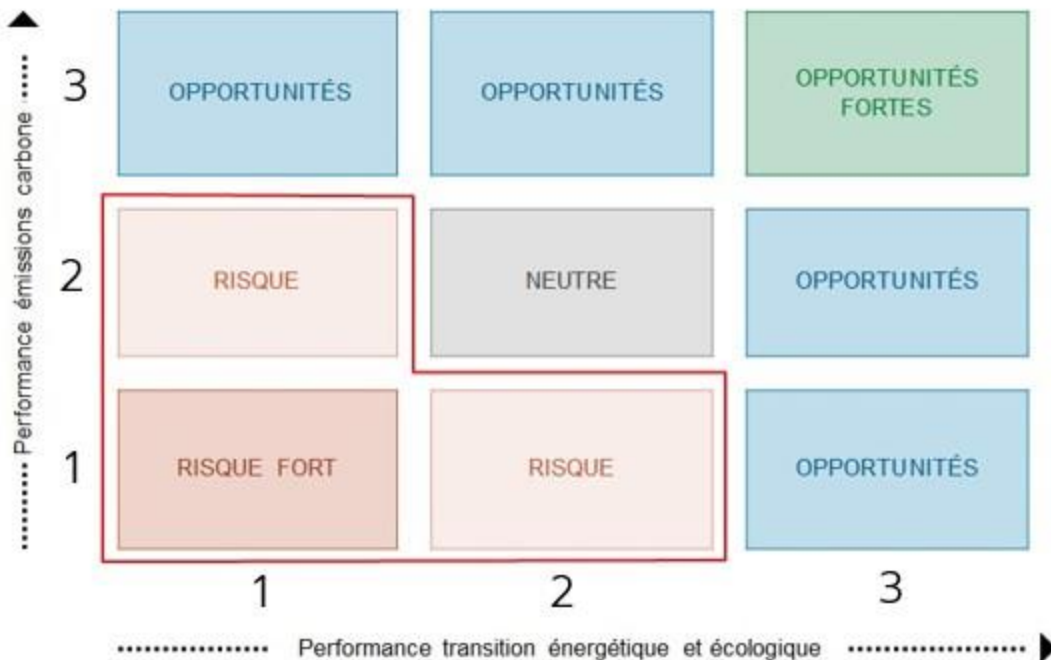 Performance émissions carbone
3
OPPORTUNITÉS
OPPORTUNITÉS
OPPORTUNITÉS
FORTES
2
RISQUE
NEUTRE
OPPORTUNITÉS
1
RISQUE FORT
RISQUE
OPPORTUNITÉS
1
2
3
Performance transition énergétique et écologique